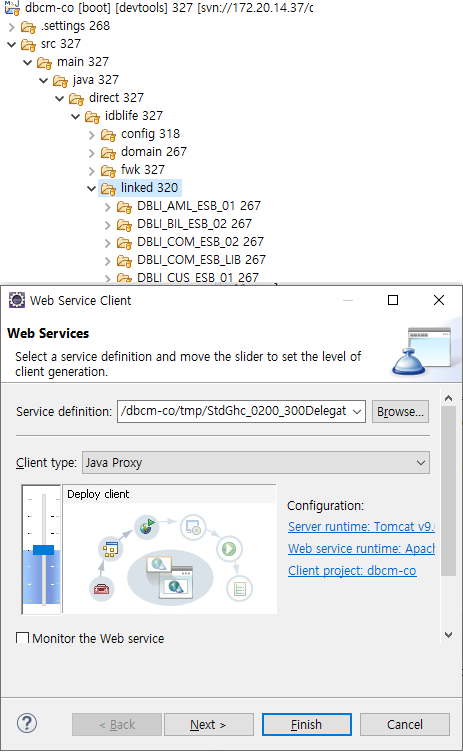 dbcm-co [boot] [devtools] 327 [svn://172.20.14.37/c
.settings 268
src 327
main 327
java 327
direct 327
idblife 327
config 318
domain 267
fwk 327
linked 320
DBLI_AML_ESB_01 267
DBLI_BIL_ESB_02 267
DBLI_COM_ESB_02 267
DBLI_COM_ESB_LIB 267
DBLI_CUS_ESB_01 267
Web Service Client
Web Services
Select a service definition and move the slider to set the level of
client generation.
Service definition: /dbcm-co/tmp/StdGhc_0200_300Delegat Browse...
Client type: Java Proxy
Deploy client
Configuration:
Server runtime: Tomcat v9.
Web service runtime: Apac
Client project: dbcm-co
Monitor the Web service
? < Back Next > Finish Cancel